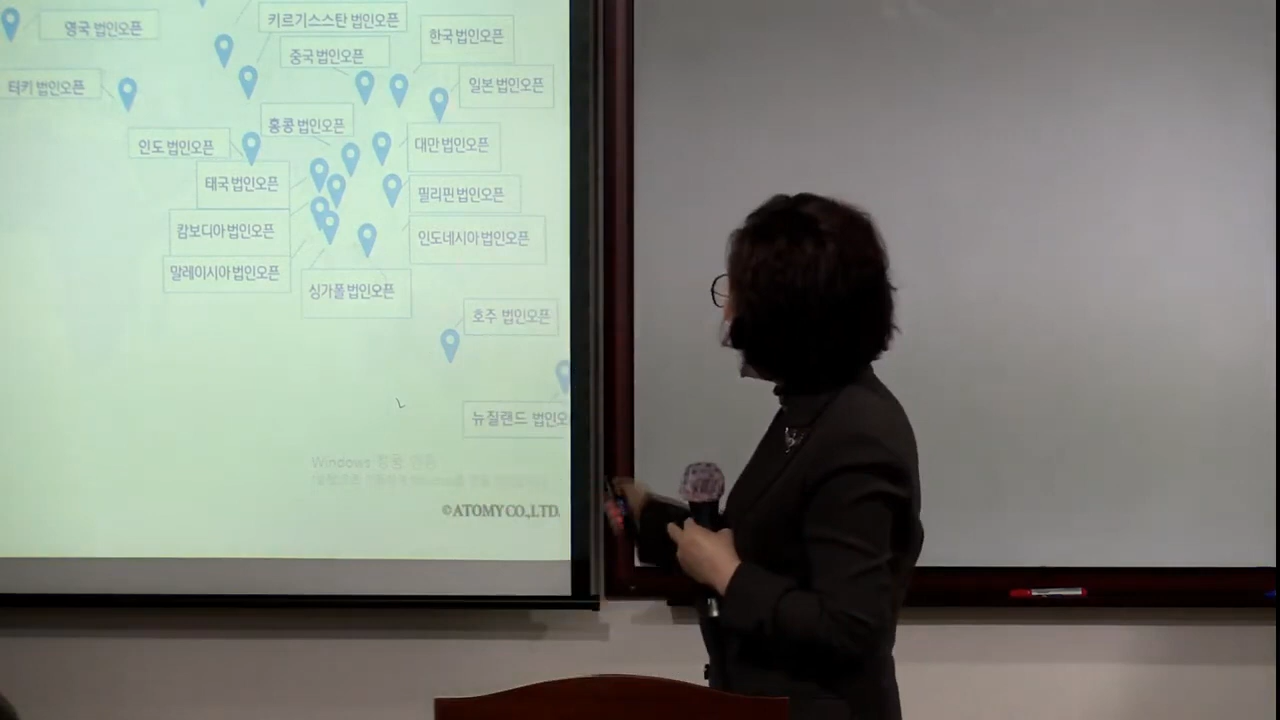 영국 법인오픈
키르기스스탄 법인오픈
한국 법인오픈
중국 법인오픈
터키 법인오픈
일본 법인오픈
홍콩 법인오픈
인도 법인오픈
대만 법인오픈
태국 법인오픈
필리핀 법인오픈
캄보디아 법인오픈
인도네시아 법인오픈
말레이시아 법인오픈
싱가폴 법인오픈
호주 법인오픈
뉴질랜드 법인오
Windows 정품 인증
©ATOMY CO.,LTD.